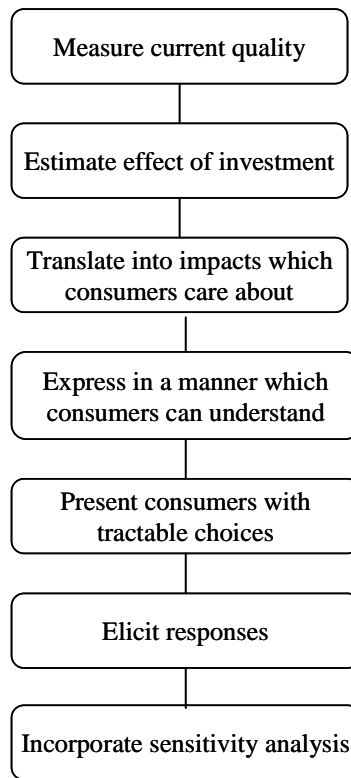 Measure current quality
Estimate effect of investment
Translate into impacts which
consumers care about
Express in a manner which
consumers can understand
Present consumers with
tractable choices
Elicit responses
Incorporate sensitivity analysis